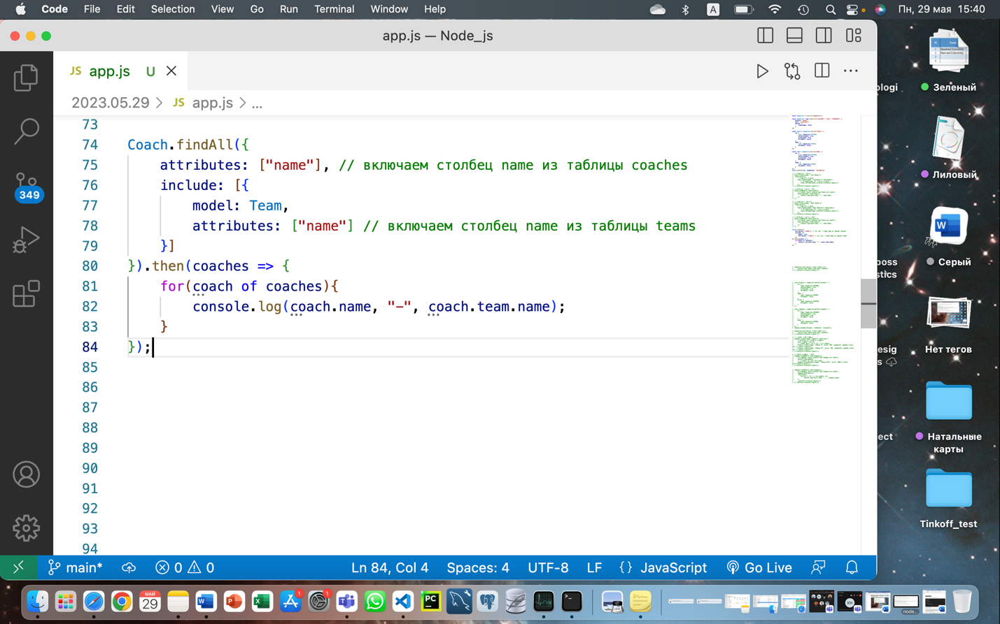 Code File Edit Selection View Go Run Terminal Window Help A Пн, 29 мая 15:40
app.js — Node_js
JS app.js U
2023.05.29 > JS app.js > ...
73
74 Coach.findAll({
75 attributes: ["name"], // включаем столбец name из таблицы coaches
76 include: [{
77 model: Team,
78 attributes: ["name"] // включаем столбец name из таблицы teams
79 }]
80 }).then(coaches => {
81 for(coach of coaches){
82 console.log(coach.name, "-", coach.team.name);
83 }
84 });
85
86
87
88
89
90
91
92
93
94
349
main* 0 0 Ln 84, Col 4 Spaces: 4 UTF-8 LF {} JavaScript Go Live
ologi Зеленый
Лиловый
Серый
Нет тегов
Натальные
карты
Tinkoff_test
МАЙ
29
W P X 1 1 PC